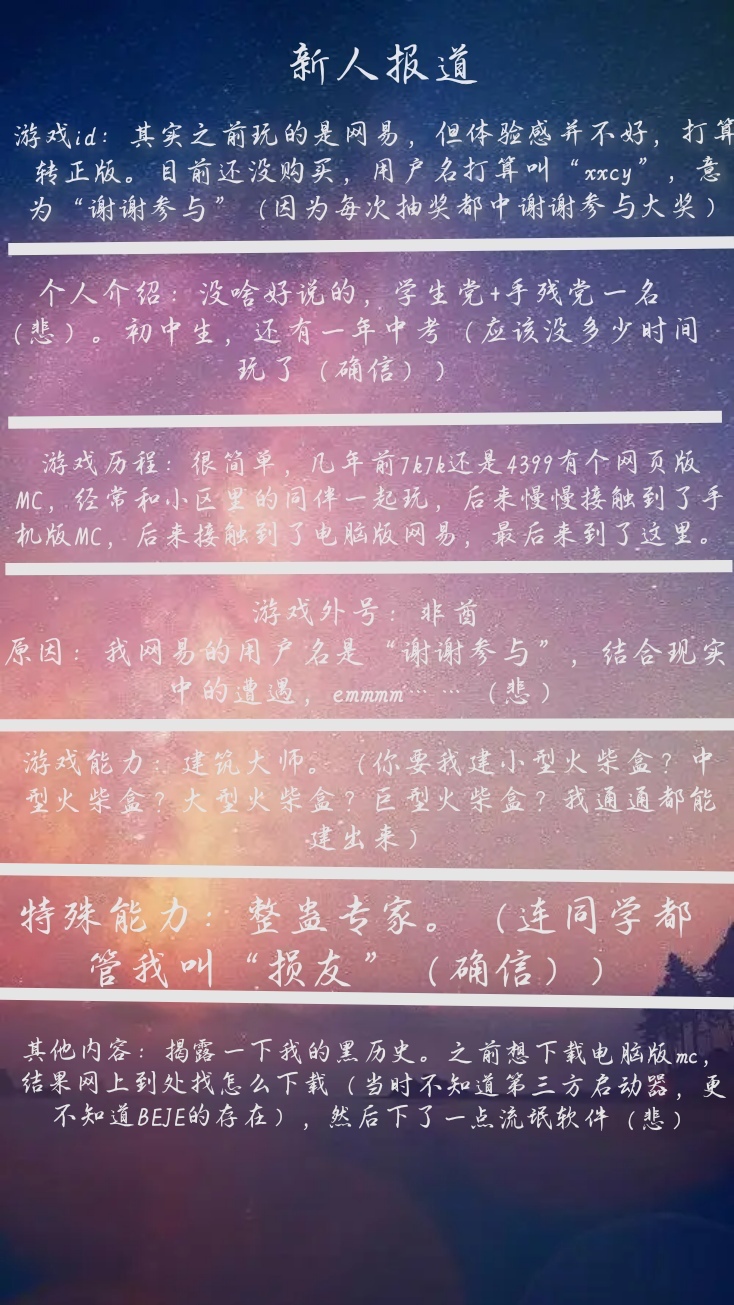 新人报道
游戏id：其实之前玩的是网易，但体验感并不好，打算
转正版。目前还没购买，用户名打算叫“xxcy”，意
为“谢谢参与”（因为每次抽奖都中谢谢参与大奖）
个人介绍：没啥好说的，学生党+手残党一名
（悲）。初中生，还有一年中考（应该没多少时间
玩了（确信））
游戏历程：很简单，几年前7k7k还是4399有个网页版
MC，经常和小区里的同伴一起玩，后来慢慢接触到了手
机版MC，后来接触到了电脑版网易，最后来到了这里。
游戏外号：非酋
原因：我网易的用户名是“谢谢参与”，结合现实
中的遭遇，emmmm……（悲）
游戏能力：建筑大师。（你要我建小型火柴盒？中
型火柴盒？大型火柴盒？巨型火柴盒？我通通都能
建出来）
特殊能力：整蛊专家。（连同学都
管我叫“损友”（确信））
其他内容：揭露一下我的黑历史。之前想下载电脑版mc，
结果网上到处找怎么下载（当时不知道第三方启动器，更
不知道BEJE的存在），然后下了一点流氓软件（悲）